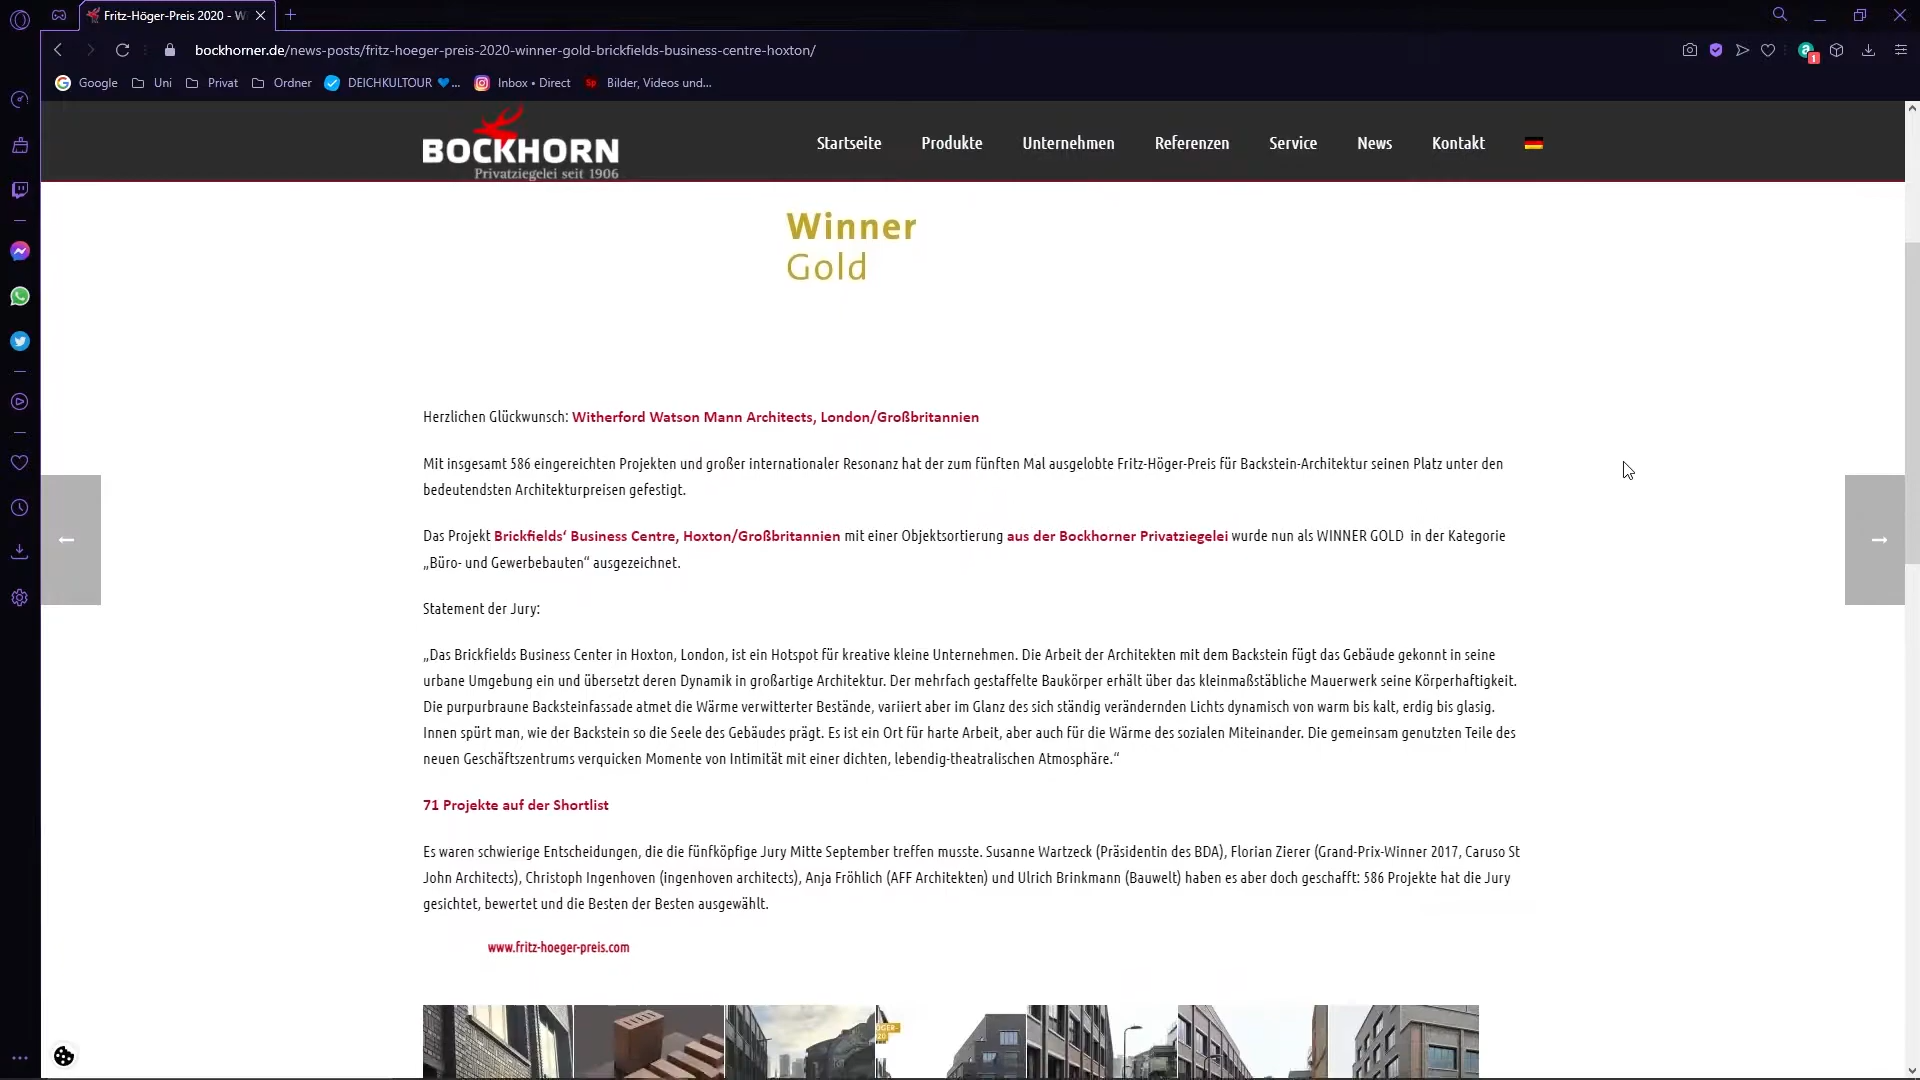 Fritz-Höger-Preis 2020 - W
bockhorner.de/news-posts/fritz-hoeger-preis-2020-winner-gold-brickfields-business-centre-hoxton/
1
Google Uni Privat Ordner DEICHKULTOUR 💙... Inbox • Direct Bilder, Videos und...
BOCKHORN
Privatziegelei seit 1906
Startseite Produkte Unternehmen Referenzen Service News Kontakt
Winner
Gold
Herzlichen Glückwunsch: Witherford Watson Mann Architects, London/Großbritannien
Mit insgesamt 586 eingereichten Projekten und großer internationaler Resonanz hat der zum fünften Mal ausgelobte Fritz-Höger-Preis für Backstein-Architektur seinen Platz unter den
bedeutendsten Architekturpreisen gefestigt.
Das Projekt Brickfields‘ Business Centre, Hoxton/Großbritannien mit einer Objektsortierung aus der Bockhorner Privatziegelei wurde nun als WINNER GOLD in der Kategorie
„Büro- und Gewerbebauten“ ausgezeichnet.
Statement der Jury:
„Das Brickfields Business Center in Hoxton, London, ist ein Hotspot für kreative kleine Unternehmen. Die Arbeit der Architekten mit dem Backstein fügt das Gebäude gekonnt in seine
urbane Umgebung ein und übersetzt deren Dynamik in großartige Architektur. Der mehrfach gestaffelte Baukörper erhält über das kleinmaßstäbliche Mauerwerk seine Körperhaftigkeit.
Die purpurbraune Backsteinfassade atmet die Wärme verwitterter Bestände, variiert aber im Glanz des sich ständig verändernden Lichts dynamisch von warm bis kalt, erdig bis glasig.
Innen spürt man, wie der Backstein so die Seele des Gebäudes prägt. Es ist ein Ort für harte Arbeit, aber auch für die Wärme des sozialen Miteinander. Die gemeinsam genutzten Teile des
neuen Geschäftszentrums verquicken Momente von Intimität mit einer dichten, lebendig-theatralischen Atmosphäre.“
71 Projekte auf der Shortlist
Es waren schwierige Entscheidungen, die die fünfköpfige Jury Mitte September treffen musste. Susanne Wartzeck (Präsidentin des BDA), Florian Zierer (Grand-Prix-Winner 2017, Caruso St
John Architects), Christoph Ingenhoven (ingenhoven architects), Anja Fröhlich (AFF Architekten) und Ulrich Brinkmann (Bauwelt) haben es aber doch geschafft: 586 Projekte hat die Jury
gesichtet, bewertet und die Besten der Besten ausgewählt.
www.fritz-hoeger-preis.com